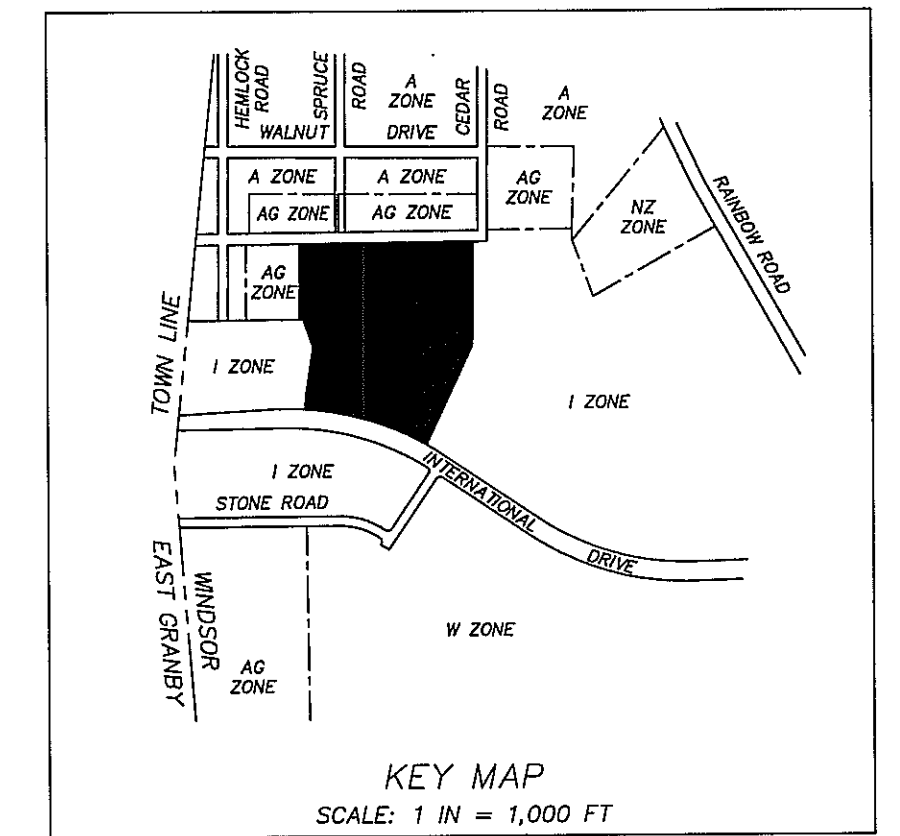 HEMLOCK
ROAD
SPRUCE
ROAD
A
ZONE
CEDAR
ROAD
A
ZONE
WALNUT DRIVE
A ZONE
A ZONE
AG ZONE
AG ZONE
AG
ZONE
NZ
ZONE
RAINBOW ROAD
AG
ZONE
TOWN LINE
I ZONE
I ZONE
I ZONE
STONE ROAD
INTERNATIONAL
DRIVE
EAST GRANBY
WINDSOR
W ZONE
AG
ZONE
KEY MAP
SCALE: 1 IN = 1,000 FT